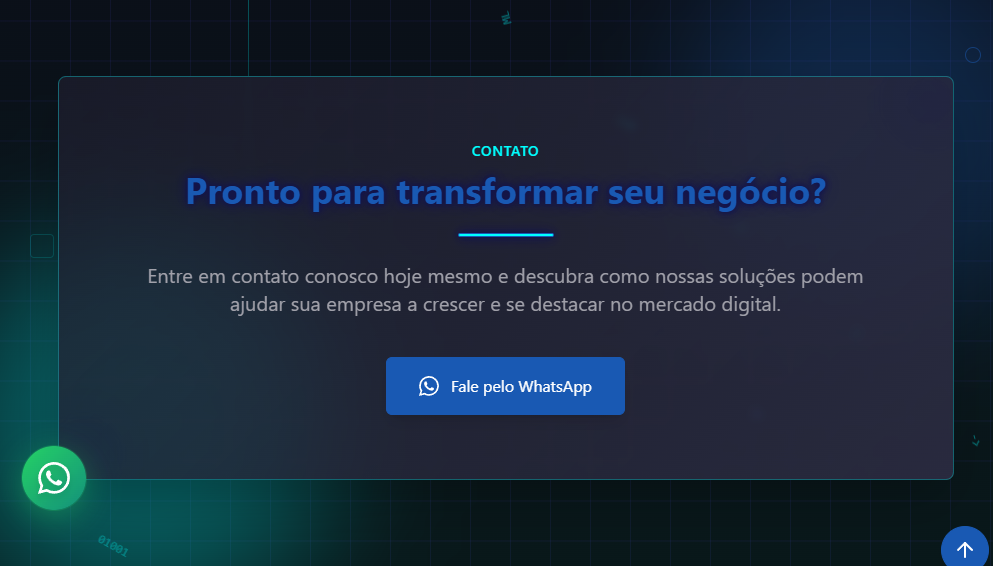 CONTATO
Pronto para transformar seu negócio?
Entre em contato conosco hoje mesmo e descubra como nossas soluções podem
ajudar sua empresa a crescer e se destacar no mercado digital.
Fale pelo WhatsApp
01001